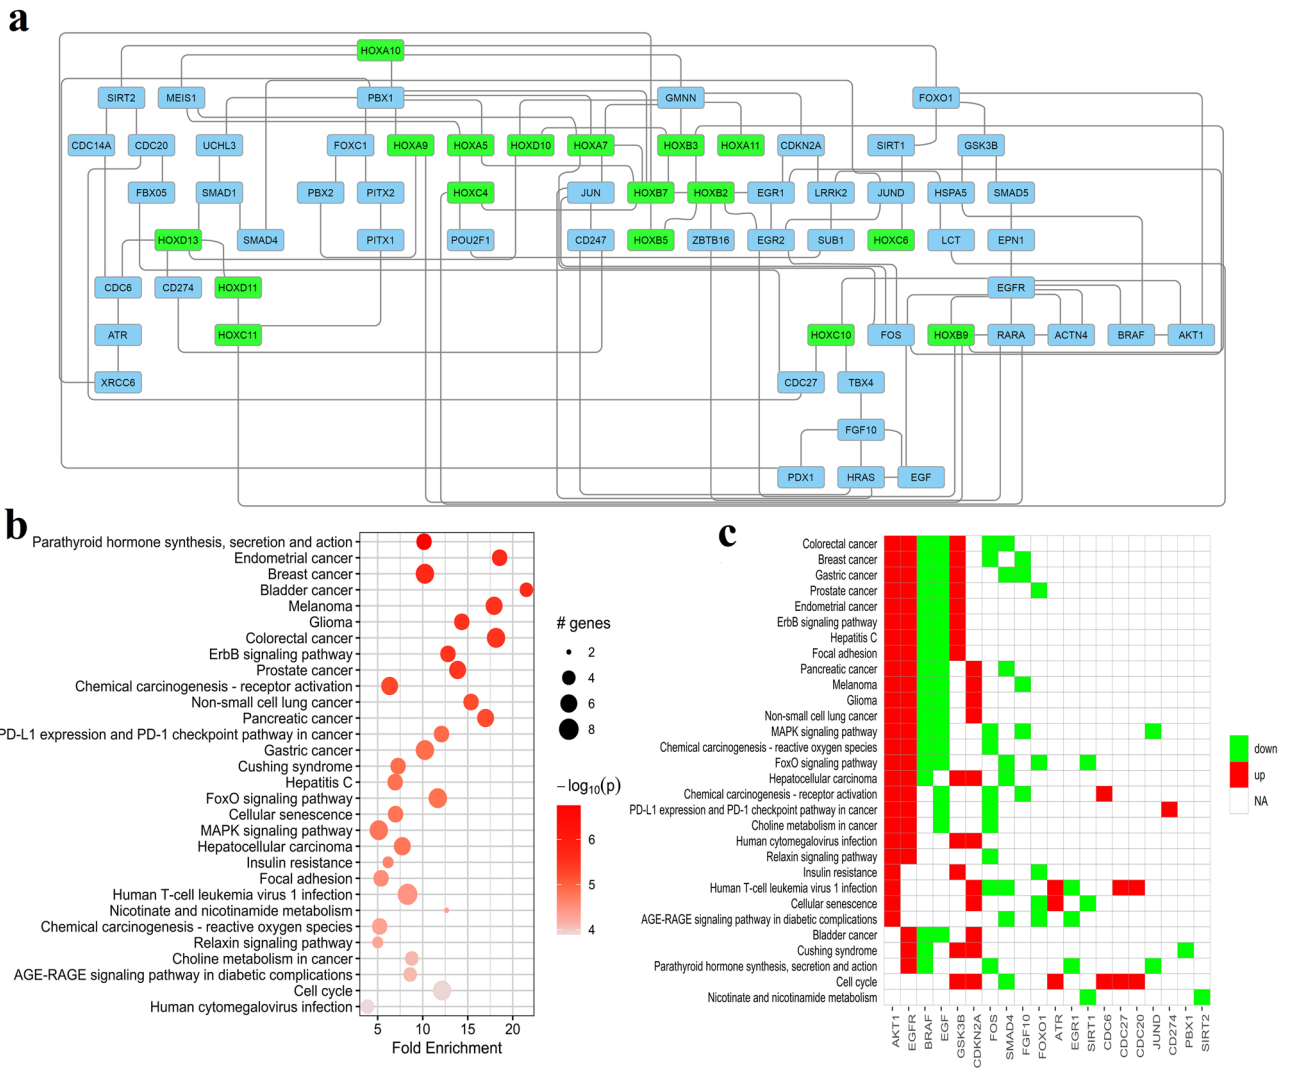 a
HOXA10
SIRT2 MEIS1 PBX1 GMNN FOXO1
CDC14A CDC20 UCHL3 FOXC1 HOXA9 HOXA5 HOXD10 HOXA7 HOXB3 HOXA11 CDKN2A SIRT1 GSK3B
FBX05 SMAD1 PBX2 PITX2 HOXC4 JUN HOXB7 HOXB2 EGR1 LRRK2 JUND HSPA5 SMAD5
HOXD13 SMAD4 PITX1 POU2F1 CD247 HOXB5 ZBTB16 EGR2 SUB1 HOXC6 LCT EPN1
CDC6 CD274 HOXD11 EGFR
ATR HOXC11 HOXC10 FOS HOXB9 RARA ACTN4 BRAF AKT1
XRCC6 CDC27 TBX4
FGF10
PDX1 HRAS EGF
b
Parathyroid hormone synthesis, secretion and action
Endometrial cancer
Breast cancer
Bladder cancer
Melanoma
Glioma
Colorectal cancer
ErbB signaling pathway
Prostate cancer
Chemical carcinogenesis - receptor activation
Non-small cell lung cancer
Pancreatic cancer
PD-L1 expression and PD-1 checkpoint pathway in cancer
Gastric cancer
Cushing syndrome
Hepatitis C
FoxO signaling pathway
Cellular senescence
MAPK signaling pathway
Hepatocellular carcinoma
Insulin resistance
Focal adhesion
Human T-cell leukemia virus 1 infection
Nicotinate and nicotinamide metabolism
Chemical carcinogenesis - reactive oxygen species
Relaxin signaling pathway
Choline metabolism in cancer
AGE-RAGE signaling pathway in diabetic complications
Cell cycle
Human cytomegalovirus infection
5 10 15 20
Fold Enrichment
# genes
2
4
6
8
−log10(p)
6
5
4
c
Colorectal cancer
Breast cancer
Gastric cancer
Prostate cancer
Endometrial cancer
ErbB signaling pathway
Hepatitis C
Focal adhesion
Pancreatic cancer
Melanoma
Glioma
Non-small cell lung cancer
MAPK signaling pathway
Chemical carcinogenesis - reactive oxygen species
FoxO signaling pathway
Hepatocellular carcinoma
Chemical carcinogenesis - receptor activation
PD-L1 expression and PD-1 checkpoint pathway in cancer
Choline metabolism in cancer
Human cytomegalovirus infection
Relaxin signaling pathway
Insulin resistance
Human T-cell leukemia virus 1 infection
Cellular senescence
AGE-RAGE signaling pathway in diabetic complications
Bladder cancer
Cushing syndrome
Parathyroid hormone synthesis, secretion and action
Cell cycle
Nicotinate and nicotinamide metabolism
AKT1 EGFR BRAF EGF GSK3B CDKN2A FOS SMAD4 FGF10 FOXO1 ATR EGR1 SIRT1 CDC6 CDC27 CDC20 JUND CD274 PBX1 SIRT2
down
up
NA